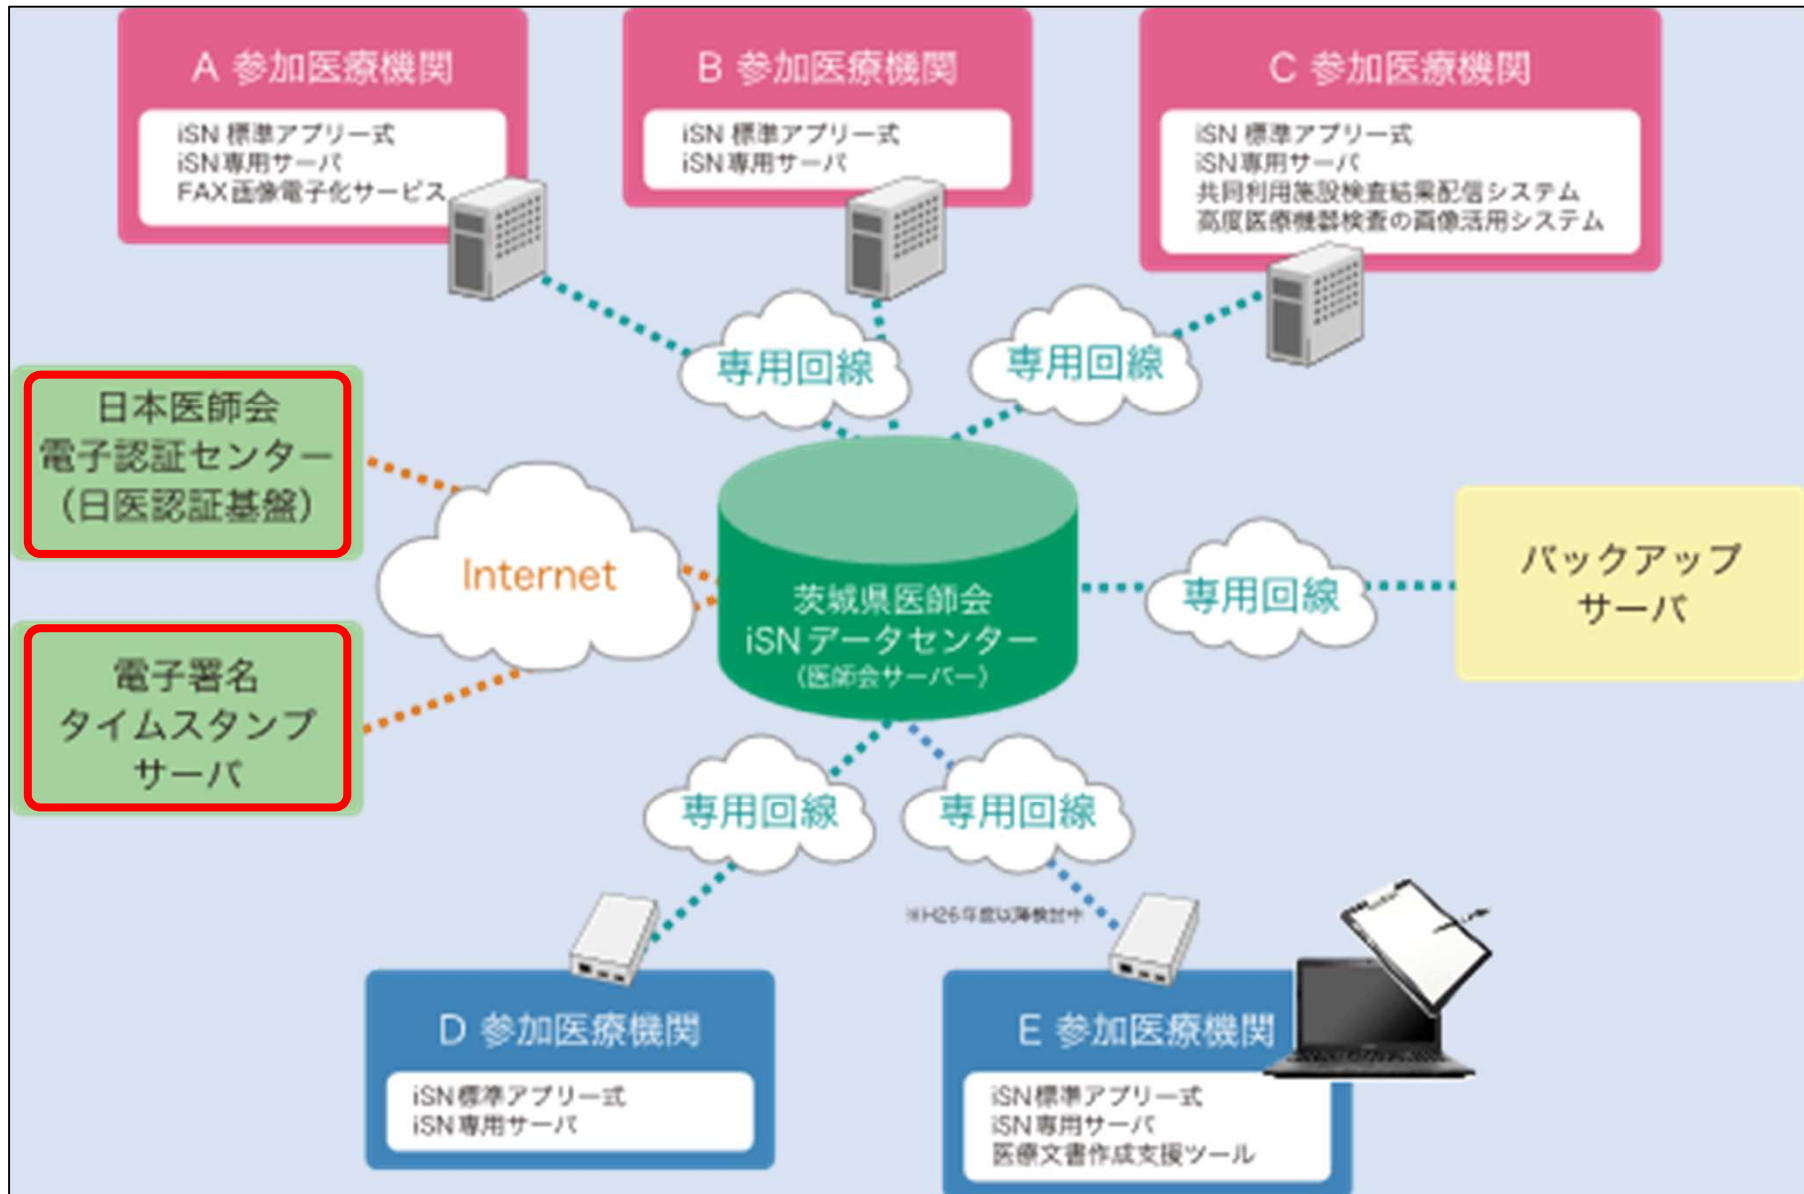 A 参加医療機関
iSN 標準アプリ一式
iSN専用サーバ
FAX画像電子化サービス
B 参加医療機関
iSN 標準アプリ一式
iSN専用サーバ
C 参加医療機関
iSN 標準アプリ一式
iSN専用サーバ
共同利用施設検査結果配信システム
高度医療機器検査の画像活用システム
専用回線
専用回線
日本医師会
電子認証センター
(日医認証基盤)
Internet
電子署名
タイムスタンプ
サーバ
茨城県医師会
iSNデータセンター
(医師会サーバー)
専用回線
バックアップ
サーバ
専用回線
専用回線
※H26年度以降検討中
D 参加医療機関
iSN標準アプリ一式
iSN専用サーバ
E 参加医療機関
iSN標準アプリ一式
iSN専用サーバ
医療文書作成支援ツール